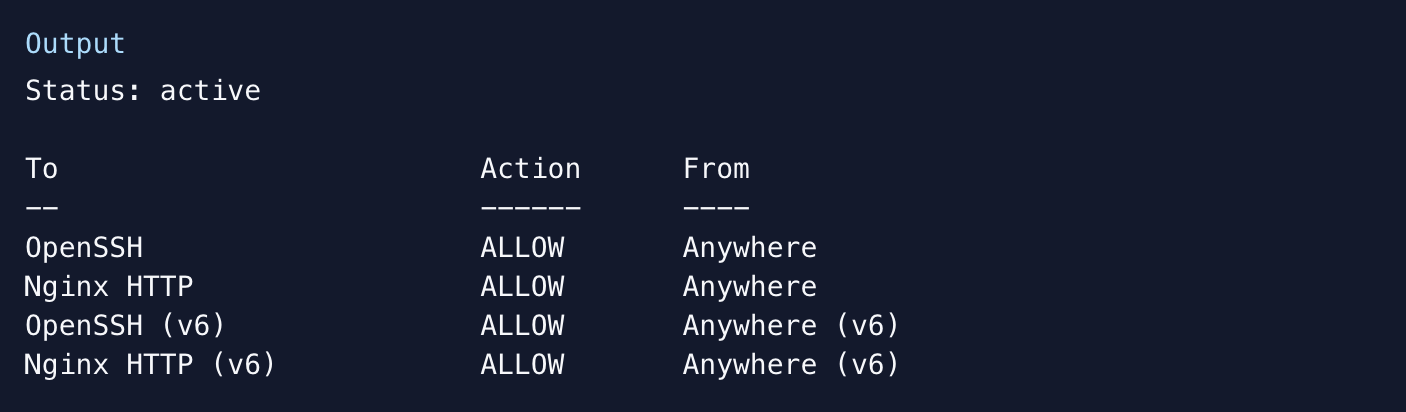 Output
Status: active
To Action From
-- ------ ----
OpenSSH ALLOW Anywhere
Nginx HTTP ALLOW Anywhere
OpenSSH (v6) ALLOW Anywhere (v6)
Nginx HTTP (v6) ALLOW Anywhere (v6)